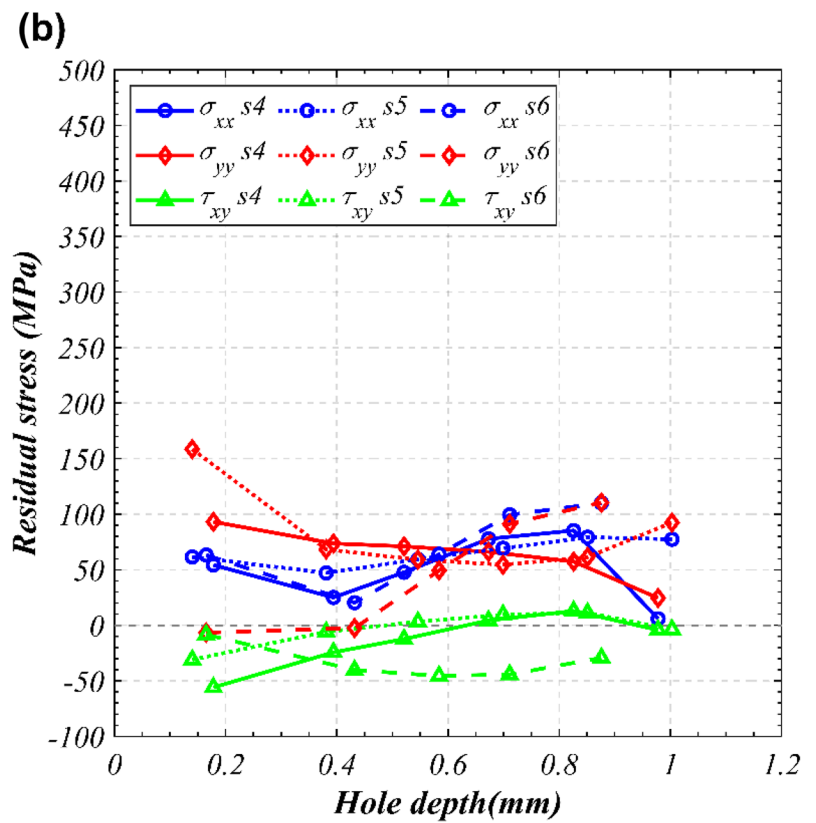 (b)
500
450
400
350
300
250
200
150
100
50
0
-50
-100
Residual stress (MPa)
σxx s4 σxx s5 σxx s6
σyy s4 σyy s5 σyy s6
τxy s4 τxy s5 τxy s6
0 0.2 0.4 0.6 0.8 1 1.2
Hole depth(mm)